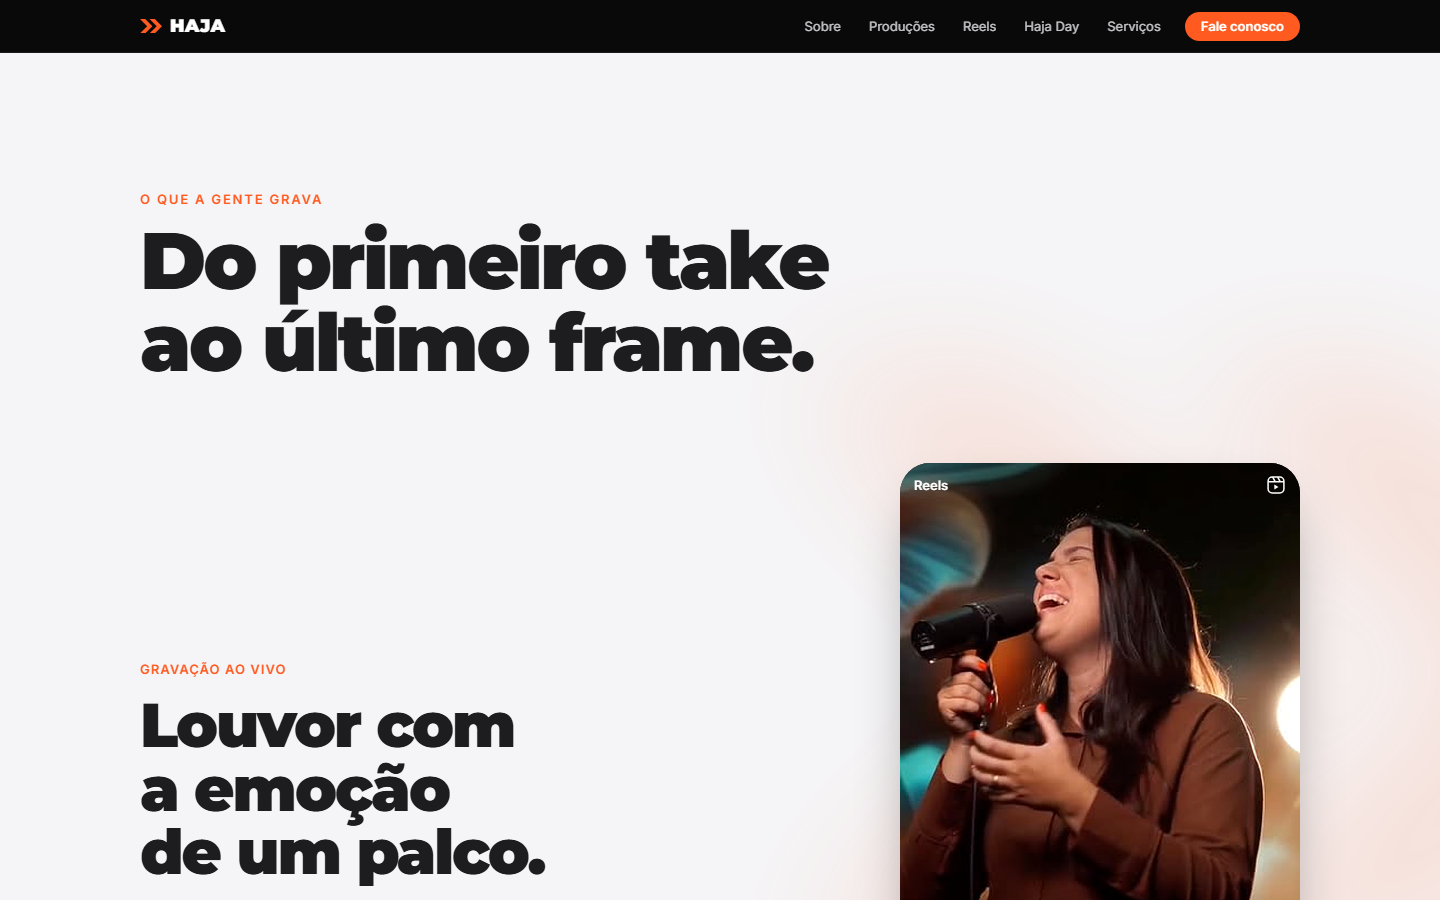 HAJA
Sobre
Produções
Reels
Haja Day
Serviços
Fale conosco
O QUE A GENTE GRAVA
Do primeiro take
ao último frame.
Reels
GRAVAÇÃO AO VIVO
Louvor com
a emoção
de um palco.